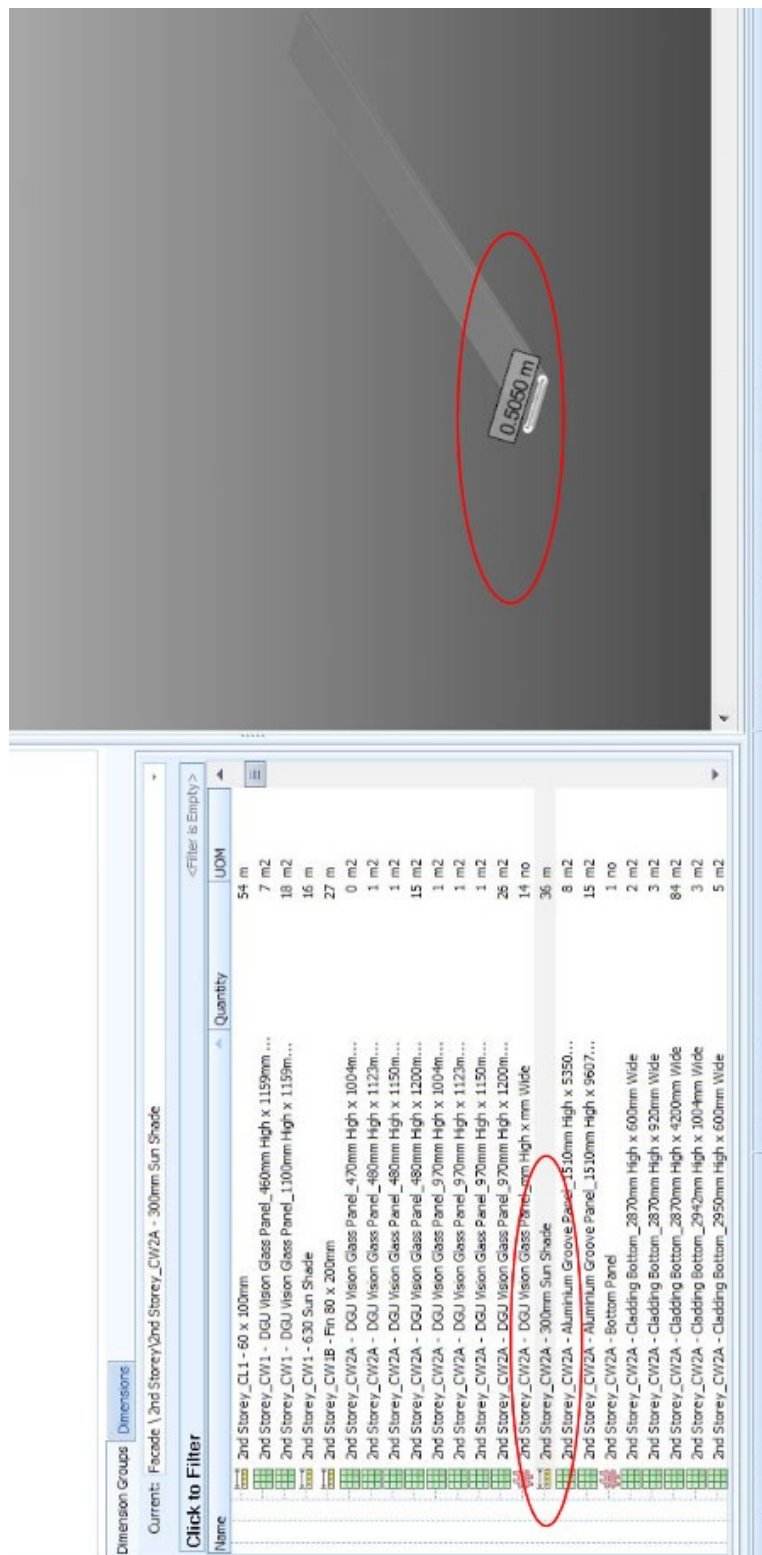 Dimension Groups Dimensions
Current: Facade \ 2nd Storey\2nd Storey_CW2A - 300mm Sun Shade
Click to Filter <Filter is Empty>
Name Quantity UOM
2nd Storey_CL1 - 60 x 100mm 54 m
2nd Storey_CW1 - DGU Vision Glass Panel_460mm High x 1159mm ... 7 m2
2nd Storey_CW1 - DGU Vision Glass Panel_1100mm High x 1159m... 18 m2
2nd Storey_CW1 - 630 Sun Shade 16 m
2nd Storey_CW1B - Fin 80 x 200mm 27 m
2nd Storey_CW2A - DGU Vision Glass Panel_470mm High x 1004m... 0 m2
2nd Storey_CW2A - DGU Vision Glass Panel_480mm High x 1123m... 1 m2
2nd Storey_CW2A - DGU Vision Glass Panel_480mm High x 1150m... 1 m2
2nd Storey_CW2A - DGU Vision Glass Panel_480mm High x 1200m... 15 m2
2nd Storey_CW2A - DGU Vision Glass Panel_970mm High x 1004m... 1 m2
2nd Storey_CW2A - DGU Vision Glass Panel_970mm High x 1123m... 1 m2
2nd Storey_CW2A - DGU Vision Glass Panel_970mm High x 1150m... 1 m2
2nd Storey_CW2A - DGU Vision Glass Panel_970mm High x 1200m... 26 m2
2nd Storey_CW2A - DGU Vision Glass Panel_mm High x mm Wide 14 no
2nd Storey_CW2A - 300mm Sun Shade 36 m
2nd Storey_CW2A - Aluminium Groove Panel_1510mm High x 5350... 8 m2
2nd Storey_CW2A - Aluminium Groove Panel_1510mm High x 9607... 15 m2
2nd Storey_CW2A - Bottom Panel 1 no
2nd Storey_CW2A - Cladding Bottom_2870mm High x 600mm Wide 2 m2
2nd Storey_CW2A - Cladding Bottom_2870mm High x 920mm Wide 3 m2
2nd Storey_CW2A - Cladding Bottom_2870mm High x 4200mm Wide 84 m2
2nd Storey_CW2A - Cladding Bottom_2942mm High x 1004mm Wide 3 m2
2nd Storey_CW2A - Cladding Bottom_2950mm High x 600mm Wide 5 m2
0.5050 m